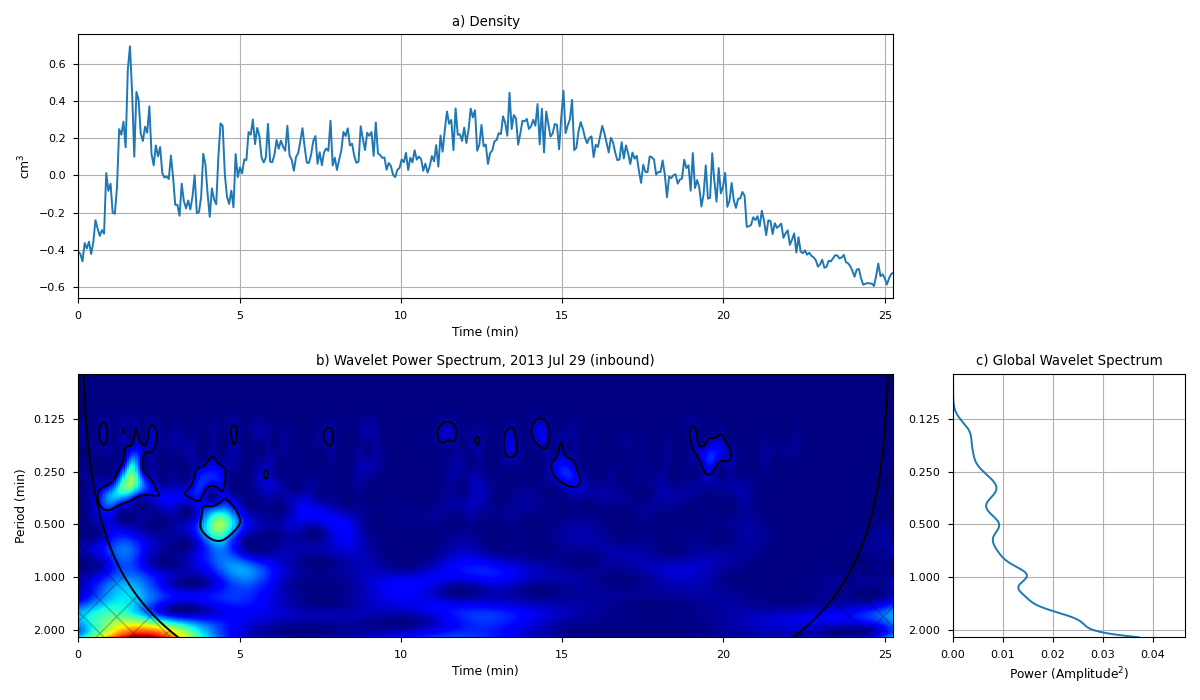 a) Density
0.6
0.4
0.2
0.0
−0.2
−0.4
−0.6
cm³
0 5 10 15 20 25
Time (min)
b) Wavelet Power Spectrum, 2013 Jul 29 (inbound)
0.125
0.250
0.500
1.000
2.000
Period (min)
0 5 10 15 20 25
Time (min)
c) Global Wavelet Spectrum
0.125
0.250
0.500
1.000
2.000
0.00 0.01 0.02 0.03 0.04
Power (Amplitude²)